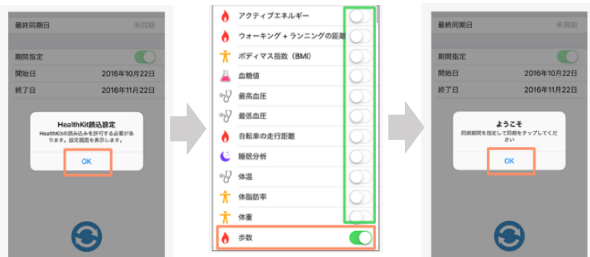 最終同期日 未同期
期間指定
開始日 2016年10月22日
終了日 2016年11月22日
HealthKit読込設定
HealthKitの読み込みを許可する必要があ
ります。設定画面を表示します。
OK
アクティブエネルギー
ウォーキング + ランニングの距離
ボディマス指数（BMI）
血糖値
最高血圧
最低血圧
自転車の走行距離
睡眠分析
体温
体脂肪率
体重
歩数
最終同期日 未同期
期間指定
開始日 2016年10月22日
終了日 2016年11月22日
ようこそ
同期期間を指定して同期をタップしてくだ
さい
OK